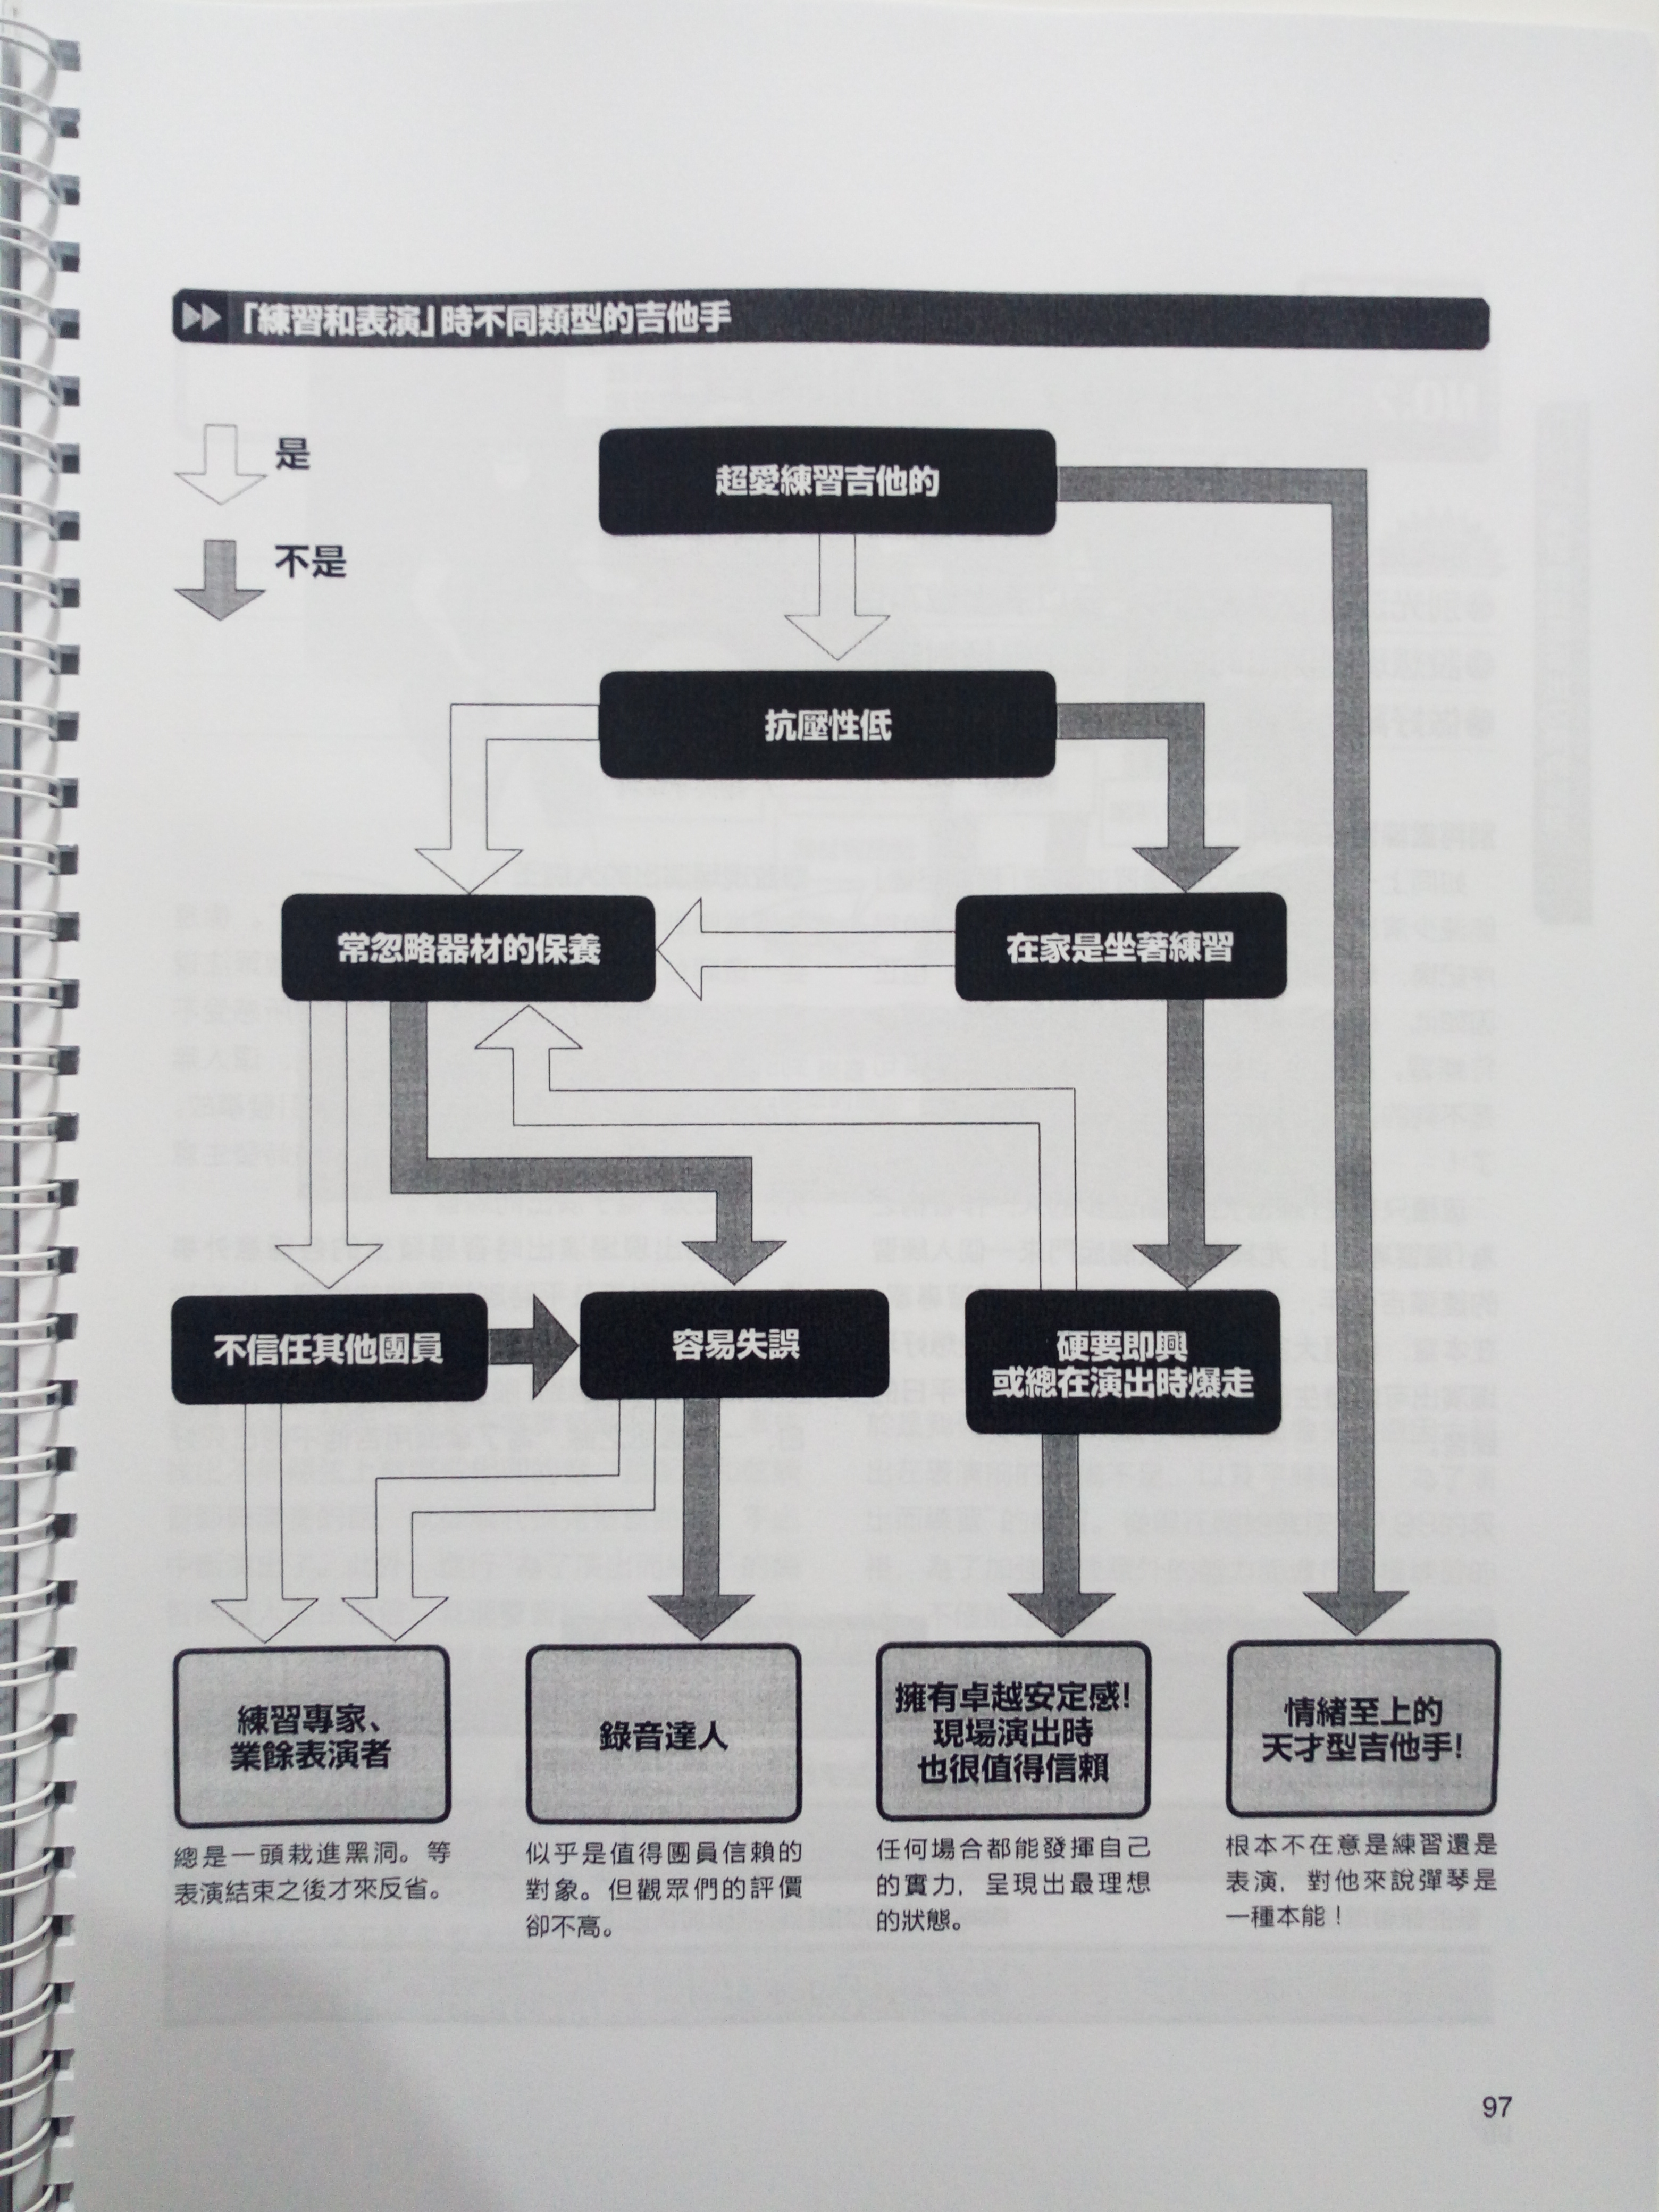 「練習和表演」時不同類型的吉他手
是
不是
超愛練習吉他的
抗壓性低
常忽略器材的保養
在家是坐著練習
不信任其他團員
容易失誤
硬要即興
或總在演出時爆走
練習專家、
業餘表演者
錄音達人
擁有卓越安定感!
現場演出時
也很值得信賴
情緒至上的
天才型吉他手!
總是一頭栽進黑洞。等
表演結束之後才來反省。
似乎是值得團員信賴的
對象。但觀眾們的評價
卻不高。
任何場合都能發揮自己
的實力，呈現出最理想
的狀態。
根本不在意是練習還是
表演，對他來說彈琴是
一種本能！
97